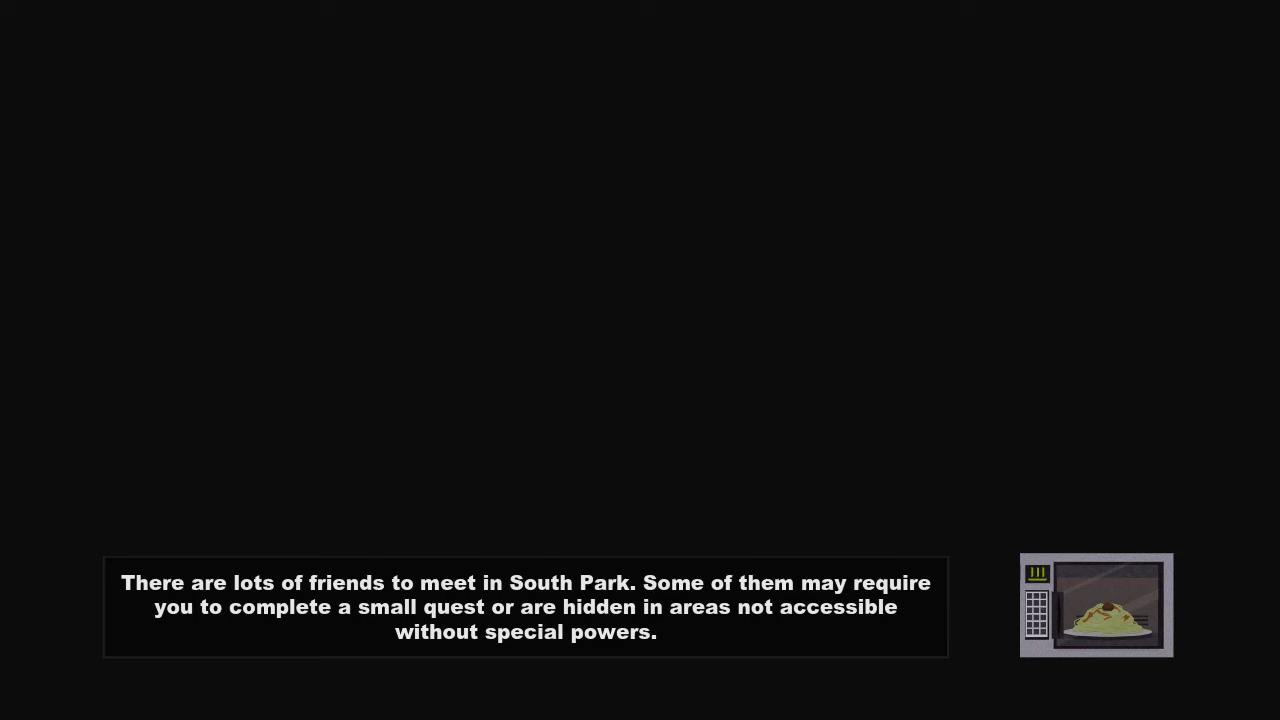 There are lots of friends to meet in South Park. Some of them may require
you to complete a small quest or are hidden in areas not accessible
without special powers.